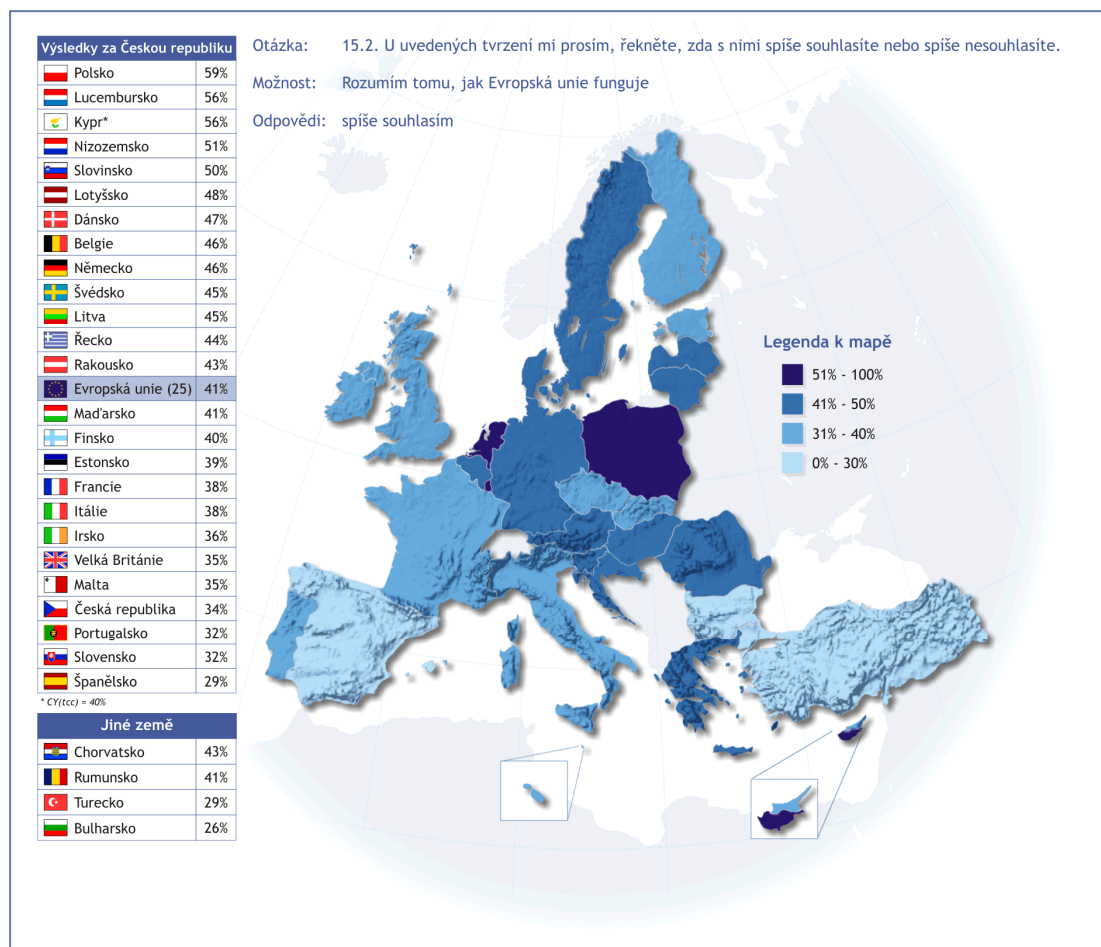 Výsledky za Českou republiku
Polsko 59%
Lucembursko 56%
Kypr* 56%
Nizozemsko 51%
Slovinsko 50%
Lotyšsko 48%
Dánsko 47%
Belgie 46%
Německo 46%
Švédsko 45%
Litva 45%
Řecko 44%
Rakousko 43%
Evropská unie (25) 41%
Maďarsko 41%
Finsko 40%
Estonsko 39%
Francie 38%
Itálie 38%
Irsko 36%
Velká Británie 35%
Malta 35%
Česká republika 34%
Portugalsko 32%
Slovensko 32%
Španělsko 29%
* CY(tcc) = 40%
Jiné země
Chorvatsko 43%
Rumunsko 41%
Turecko 29%
Bulharsko 26%
Otázka: 15.2. U uvedených tvrzení mi prosím, řekněte, zda s nimi spíše souhlasíte nebo spíše nesouhlasíte.
Možnost: Rozumím tomu, jak Evropská unie funguje
Odpovědi: spíše souhlasím
Legenda k mapě
51% - 100%
41% - 50%
31% - 40%
0% - 30%